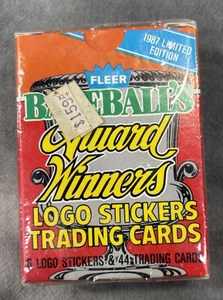 1987 LIMITED
EDITION
FLEER
BASEBALL'S
Award
Winners
LOGO STICKERS
TRADING CARDS
6 LOGO STICKERS & 44 TRADING CARDS